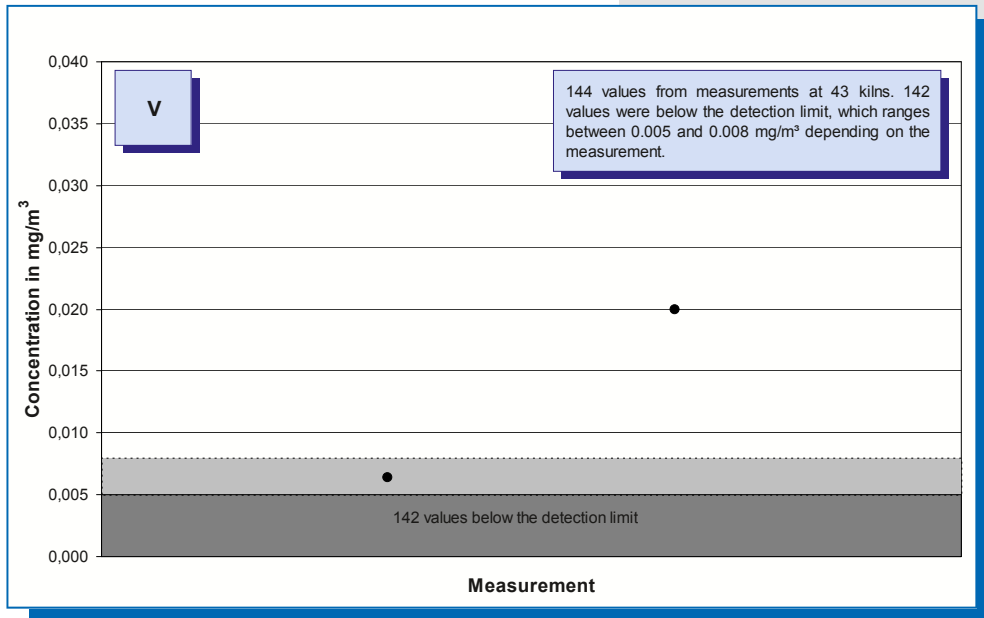 V
144 values from measurements at 43 kilns. 142
values were below the detection limit, which ranges
between 0.005 and 0.008 mg/m³ depending on the
measurement.
Concentration in mg/m³
0,040
0,035
0,030
0,025
0,020
0,015
0,010
0,005
0,000
142 values below the detection limit
Measurement